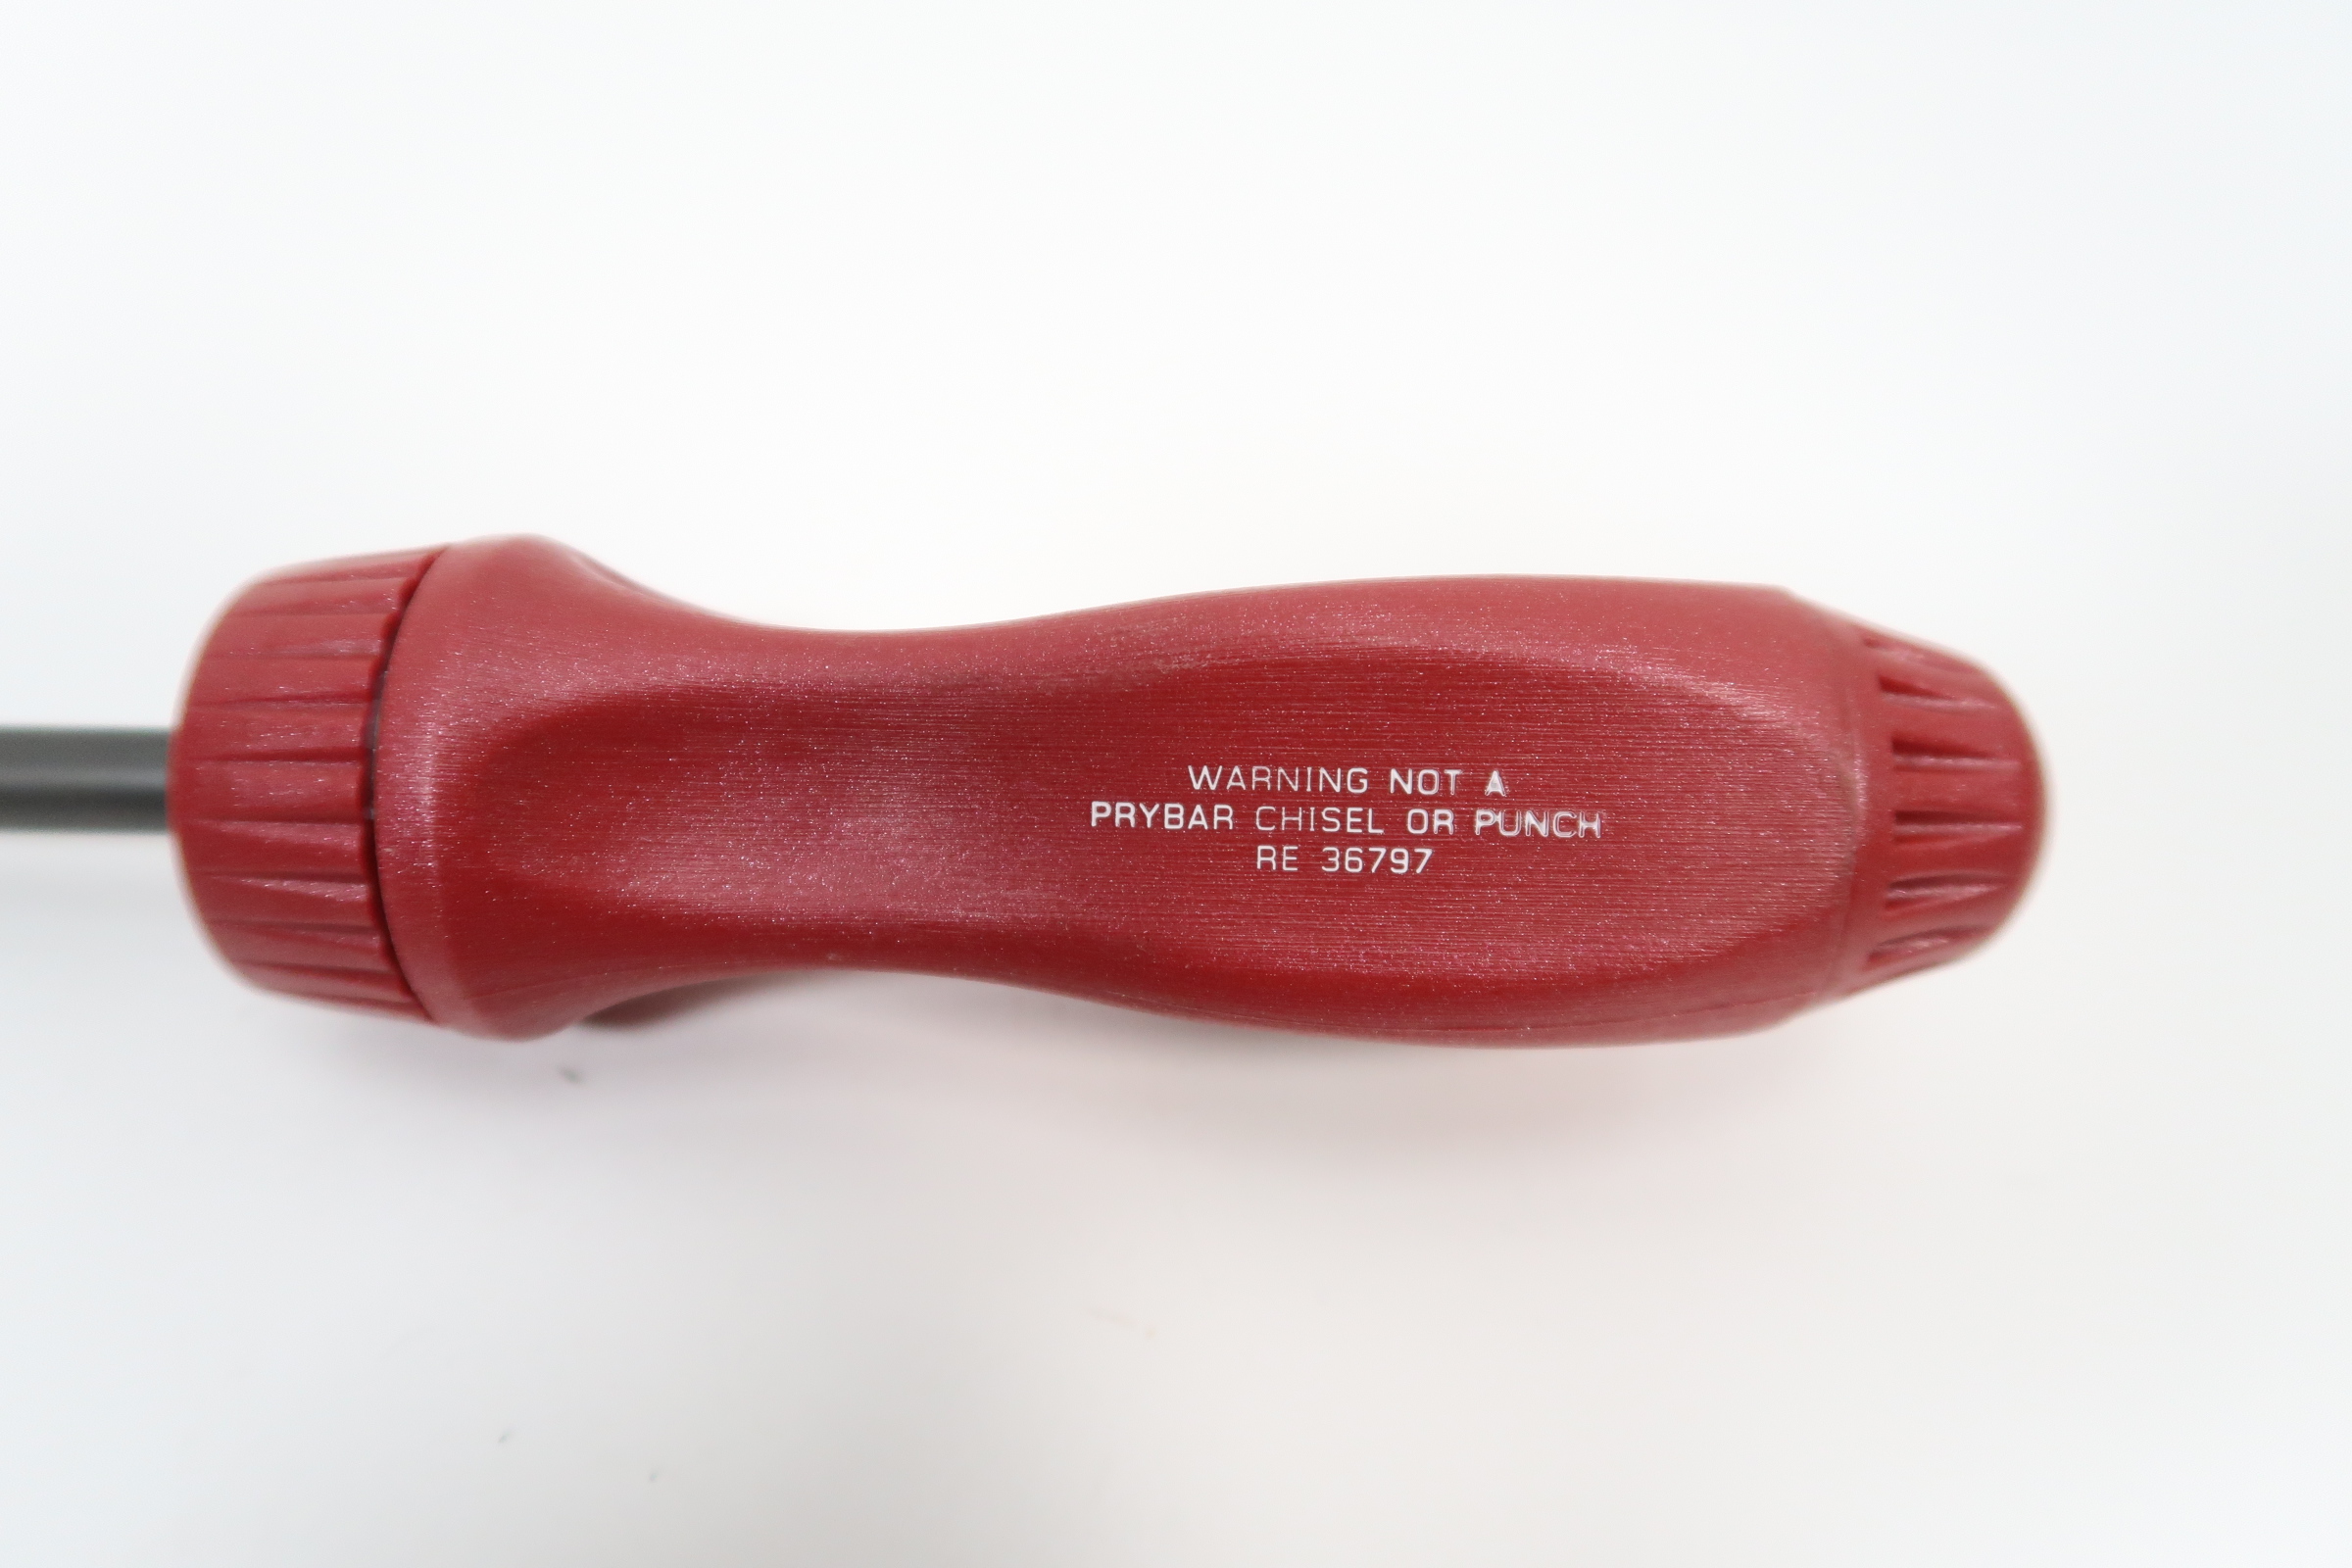 WARNING NOT A
PRYBAR CHISEL OR PUNCH
RE 36797